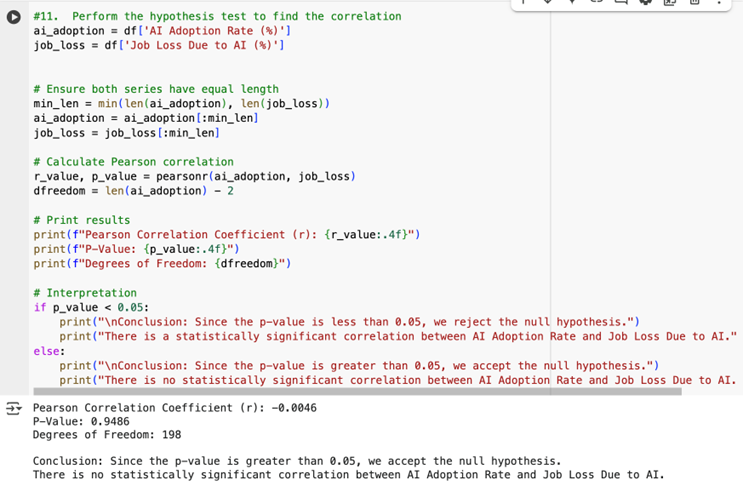 #11.  Perform the hypothesis test to find the correlation
ai_adoption = df['AI Adoption Rate (%)']
job_loss = df['Job Loss Due to AI (%)']

# Ensure both series have equal length
min_len = min(len(ai_adoption), len(job_loss))
ai_adoption = ai_adoption[:min_len]
job_loss = job_loss[:min_len]

# Calculate Pearson correlation
r_value, p_value = pearsonr(ai_adoption, job_loss)
dfreedom = len(ai_adoption) - 2

# Print results
print(f"Pearson Correlation Coefficient (r): {r_value:.4f}")
print(f"P-Value: {p_value:.4f}")
print(f"Degrees of Freedom: {dfreedom}")

# Interpretation
if p_value < 0.05:
    print("\nConclusion: Since the p-value is less than 0.05, we reject the null hypothesis.")
    print("There is a statistically significant correlation between AI Adoption Rate and Job Loss Due to AI."
else:
    print("\nConclusion: Since the p-value is greater than 0.05, we accept the null hypothesis.")
    print("There is no statistically significant correlation between AI Adoption Rate and Job Loss Due to AI.
Pearson Correlation Coefficient (r): -0.0046
P-Value: 0.9486
Degrees of Freedom: 198

Conclusion: Since the p-value is greater than 0.05, we accept the null hypothesis.
There is no statistically significant correlation between AI Adoption Rate and Job Loss Due to AI.